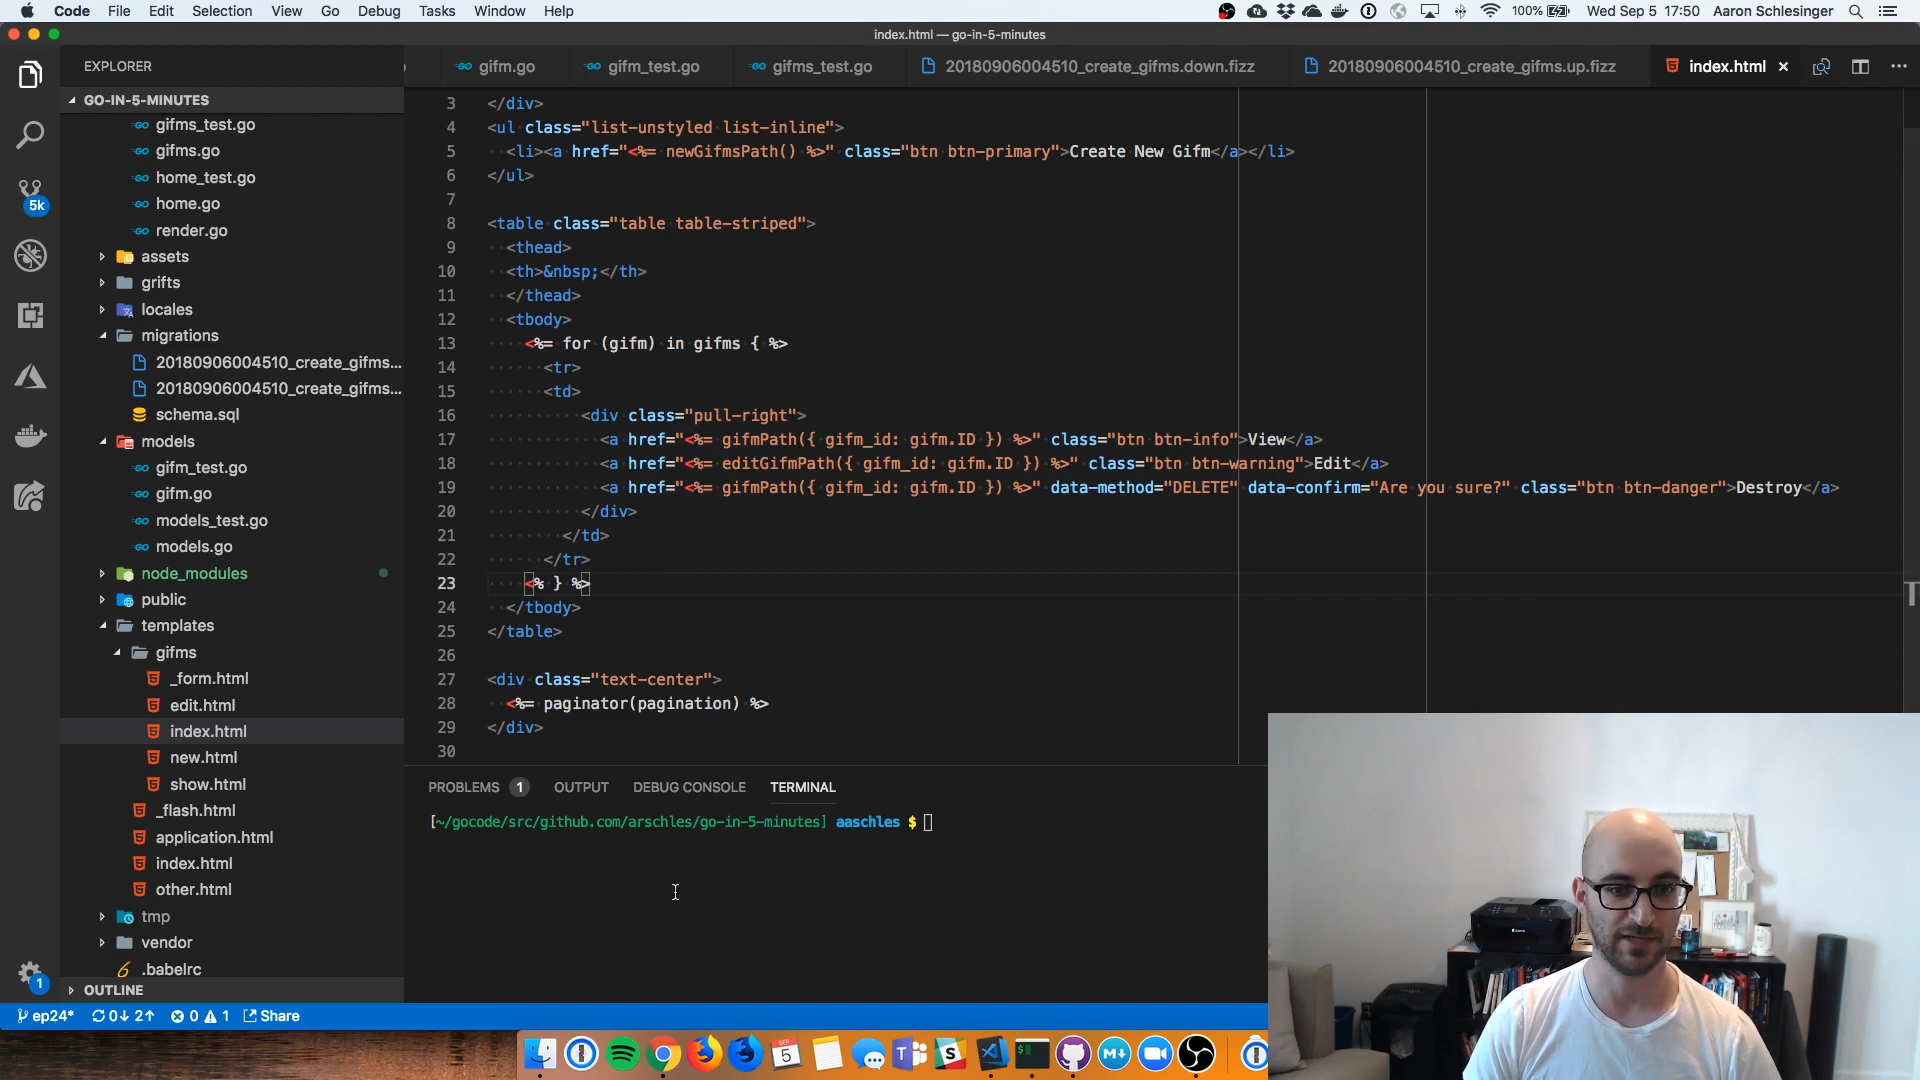 Code File Edit Selection View Go Debug Tasks Window Help 100% Wed Sep 5 17:50 Aaron Schlesinger
index.html — go-in-5-minutes
EXPLORER
gifm.go gifm_test.go gifms_test.go 20180906004510_create_gifms.down.fizz 20180906004510_create_gifms.up.fizz index.html
GO-IN-5-MINUTES
gifms_test.go
gifms.go
home_test.go
home.go
render.go
assets
grifts
locales
migrations
20180906004510_create_gifms...
20180906004510_create_gifms...
schema.sql
models
gifm_test.go
gifm.go
models_test.go
models.go
node_modules
public
templates
gifms
_form.html
edit.html
index.html
new.html
show.html
_flash.html
application.html
index.html
other.html
tmp
vendor
.babelrc
OUTLINE
5k
1
3 </div>
4 <ul class="list-unstyled list-inline">
5 <li><a href="<%= newGifmsPath() %>" class="btn btn-primary">Create New Gifm</a></li>
6 </ul>
7
8 <table class="table table-striped">
9 <thead>
10 <th>&nbsp;</th>
11 </thead>
12 <tbody>
13 <%= for (gifm) in gifms { %>
14 <tr>
15 <td>
16 <div class="pull-right">
17 <a href="<%= gifmPath({ gifm_id: gifm.ID }) %>" class="btn btn-info">View</a>
18 <a href="<%= editGifmPath({ gifm_id: gifm.ID }) %>" class="btn btn-warning">Edit</a>
19 <a href="<%= gifmPath({ gifm_id: gifm.ID }) %>" data-method="DELETE" data-confirm="Are you sure?" class="btn btn-danger">Destroy</a>
20 </div>
21 </td>
22 </tr>
23 <% } %>
24 </tbody>
25 </table>
26
27 <div class="text-center">
28 <%= paginator(pagination) %>
29 </div>
30
PROBLEMS 1 OUTPUT DEBUG CONSOLE TERMINAL
[~/gocode/src/github.com/arschles/go-in-5-minutes] aaschles $
ep24* 0↓ 2↑ 0 1 Share
SEP
5